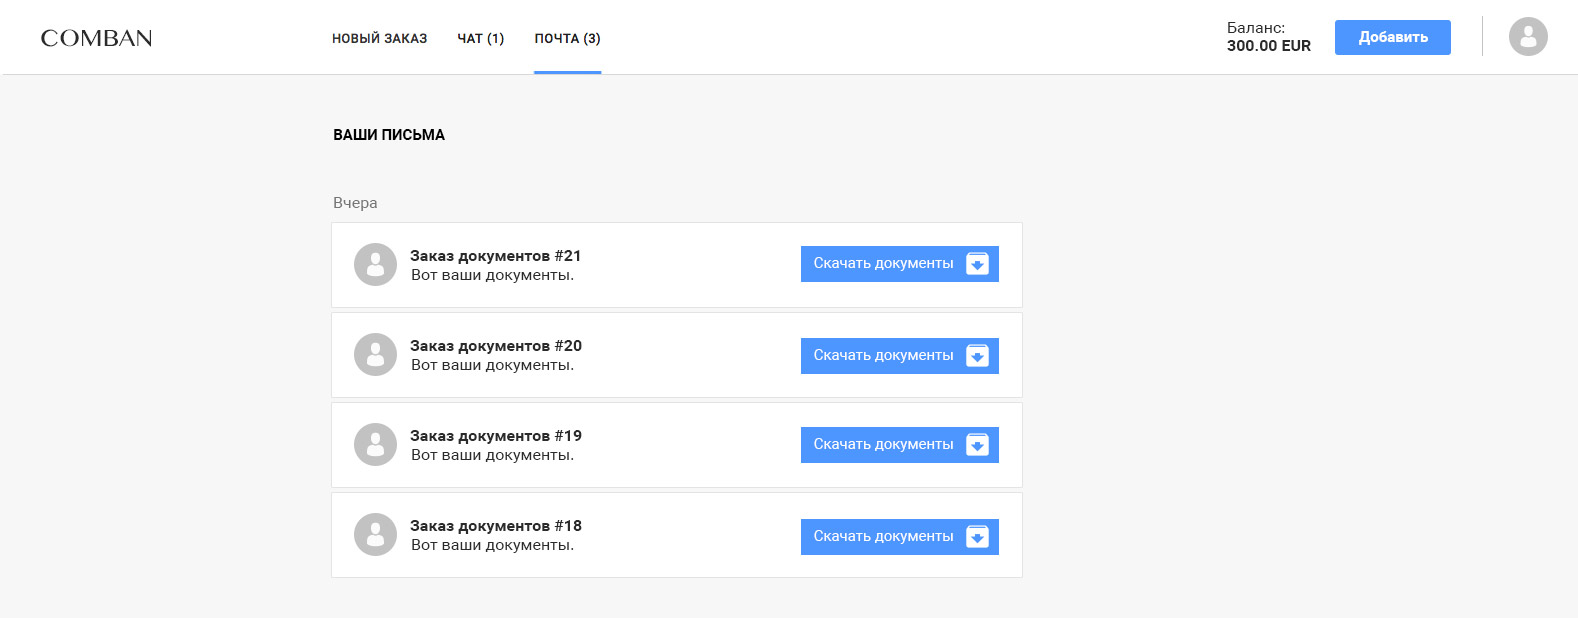 COMBAN
НОВЫЙ ЗАКАЗ
ЧАТ (1)
ПОЧТА (3)
Баланс:
300.00 EUR
Добавить
ВАШИ ПИСЬМА
Вчера
Заказ документов #21
Вот ваши документы.
Скачать документы
Заказ документов #20
Вот ваши документы.
Скачать документы
Заказ документов #19
Вот ваши документы.
Скачать документы
Заказ документов #18
Вот ваши документы.
Скачать документы